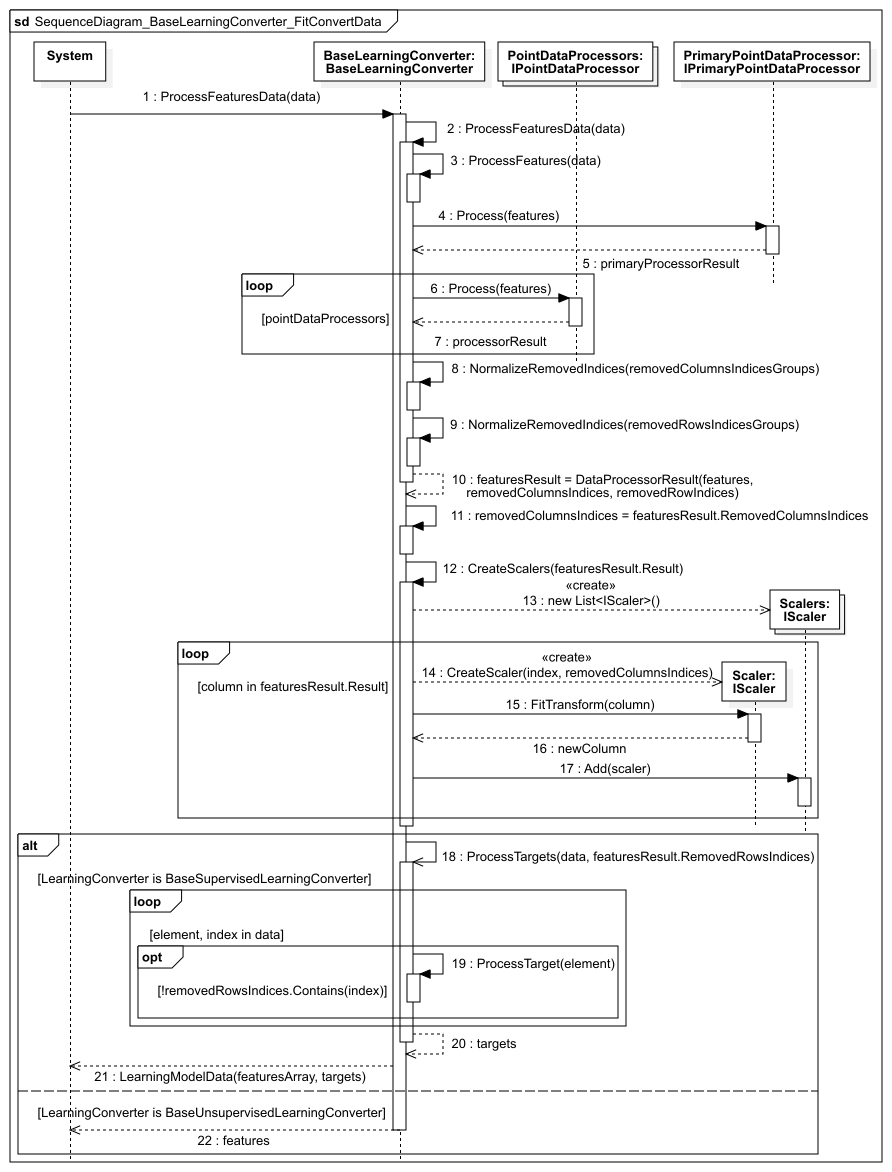 sd SequenceDiagram_BaseLearningConverter_FitConvertData
System
BaseLearningConverter:
BaseLearningConverter
PointDataProcessors:
IPointDataProcessor
PrimaryPointDataProcessor:
IPrimaryPointDataProcessor
1 : ProcessFeaturesData(data)
2 : ProcessFeaturesData(data)
3 : ProcessFeatures(data)
4 : Process(features)
5 : primaryProcessorResult
loop
6 : Process(features)
[pointDataProcessors]
7 : processorResult
8 : NormalizeRemovedIndices(removedColumnsIndicesGroups)
9 : NormalizeRemovedIndices(removedRowsIndicesGroups)
10 : featuresResult = DataProcessorResult(features,
removedColumnsIndices, removedRowIndices)
11 : removedColumnsIndices = featuresResult.RemovedColumnsIndices
12 : CreateScalers(featuresResult.Result)
«create»
13 : new List<IScaler>()
Scalers:
IScaler
loop
«create»
14 : CreateScaler(index, removedColumnsIndices)
Scaler:
IScaler
[column in featuresResult.Result]
15 : FitTransform(column)
16 : newColumn
17 : Add(scaler)
alt
18 : ProcessTargets(data, featuresResult.RemovedRowsIndices)
[LearningConverter is BaseSupervisedLearningConverter]
loop
[element, index in data]
opt
19 : ProcessTarget(element)
[!removedRowsIndices.Contains(index)]
20 : targets
21 : LearningModelData(featuresArray, targets)
[LearningConverter is BaseUnsupervisedLearningConverter]
22 : features